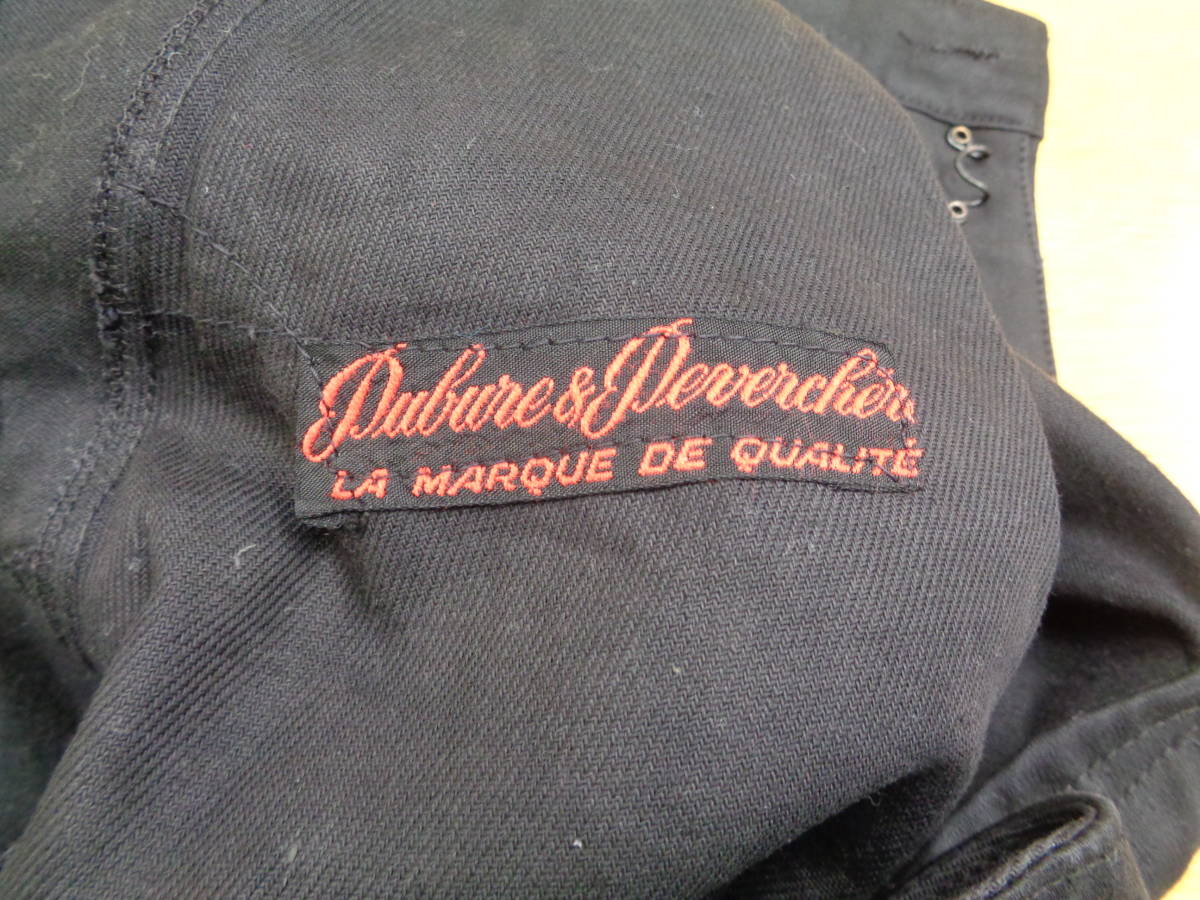 Dubure & Deverchère
LA MARQUE DE QUALITÉ